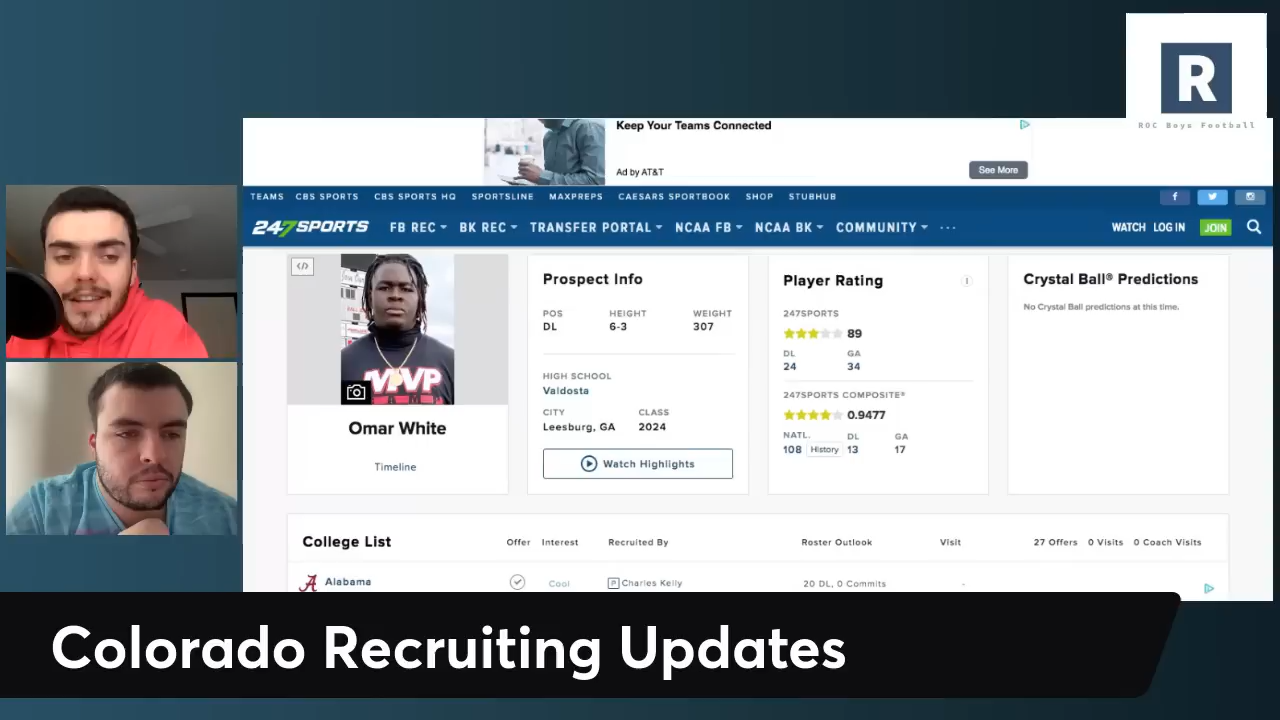 R
ROC Boys Football
Keep Your Teams Connected
Ad by AT&T
See More
TEAMS CBS SPORTS CBS SPORTS HQ SPORTSLINE MAXPREPS CAESARS SPORTBOOK SHOP STUBHUB
247SPORTS FB REC BK REC TRANSFER PORTAL NCAA FB NCAA BK COMMUNITY ... WATCH LOG IN JOIN
</>
MVP
Omar White
Timeline
Prospect Info
POS HEIGHT WEIGHT
DL 6-3 307
HIGH SCHOOL
Valdosta
CITY CLASS
Leesburg, GA 2024
Watch Highlights
Player Rating
247SPORTS
89
DL GA
24 34
247SPORTS COMPOSITE®
0.9477
NATL. DL GA
108 History 13 17
Crystal Ball® Predictions
No Crystal Ball predictions at this time.
College List Offer Interest Recruited By Roster Outlook Visit 27 Offers 0 Visits 0 Coach Visits
Alabama Cool P Charles Kelly 20 DL, 0 Commits -
Colorado Recruiting Updates